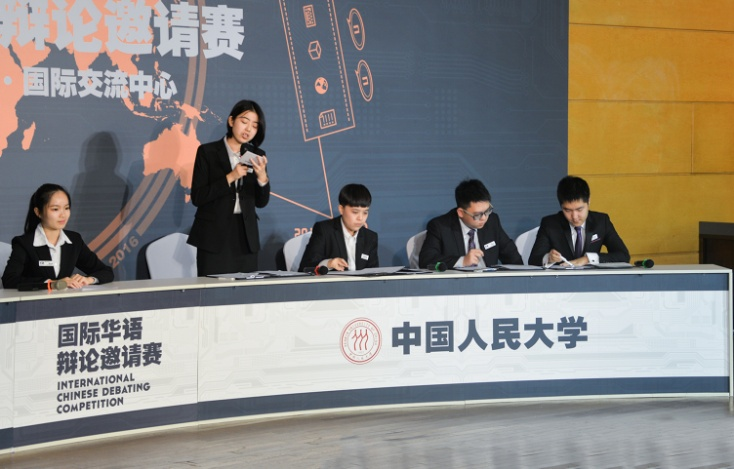 辩论邀请赛
·国际交流中心
2016
国际华语
辩论邀请赛
INTERNATIONAL
CHINESE DEBATING
COMPETITION
中国人民大学